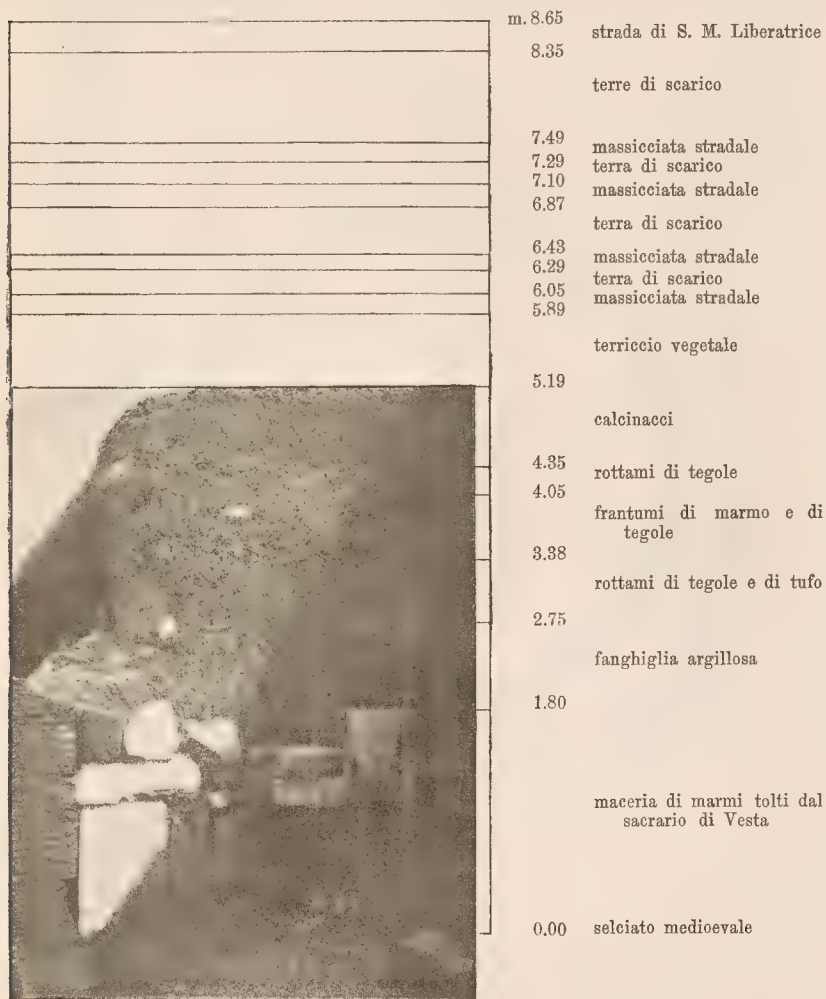 m. 8.65
strada di S. M. Liberatrice
8.35
terre di scarico
7.49
massicciata stradale
7.29
terra di scarico
7.10
massicciata stradale
6.87
terra di scarico
6.43
massicciata stradale
6.29
terra di scarico
6.05
massicciata stradale
5.89
terriccio vegetale
5.19
calcinacci
4.35
rottami di tegole
4.05
frantumi di marmo e di
tegole
3.38
rottami di tegole e di tufo
2.75
fanghiglia argillosa
1.80
maceria di marmi tolti dal
sacrario di Vesta
0.00 selciato medioevale